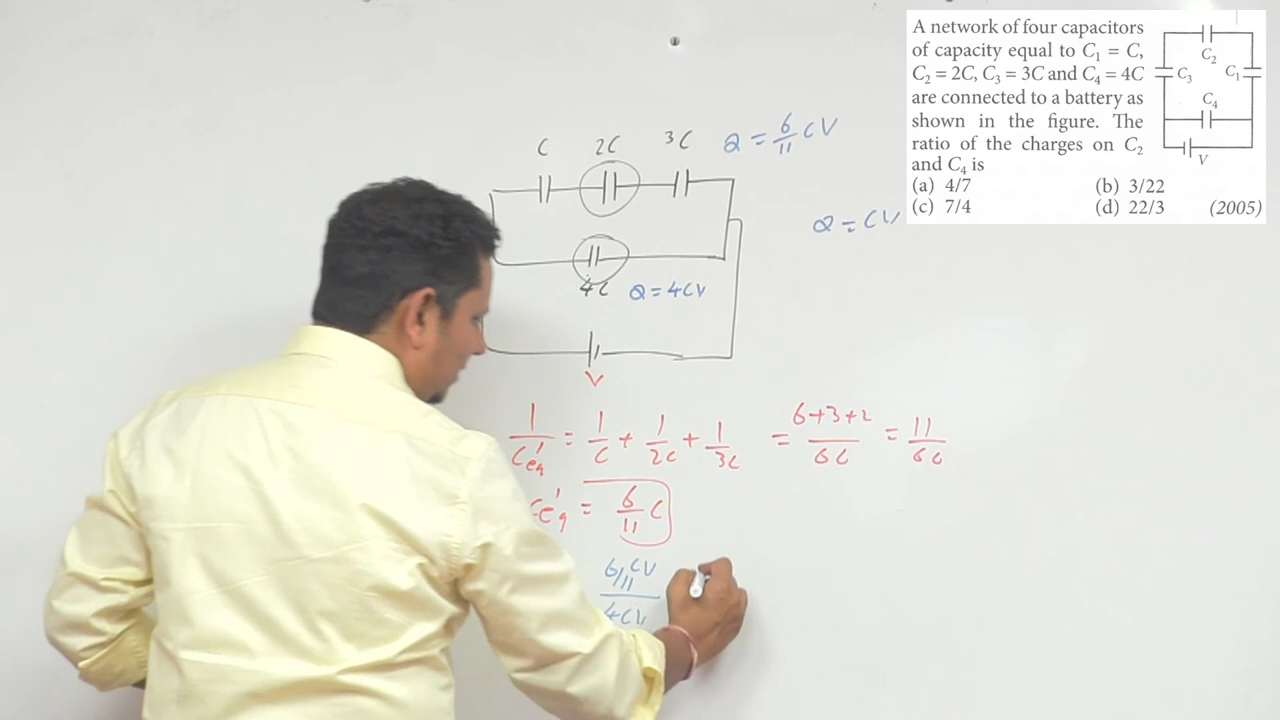 A network of four capacitors
of capacity equal to C₁ = C,
C₂ = 2C, C₃ = 3C and C₄ = 4C
are connected to a battery as
shown in the figure. The
ratio of the charges on C₂
and C₄ is
(a) 4/7 (b) 3/22
(c) 7/4 (d) 22/3 (2005)
C₂
C₃ C₁
C₄
V
C 2C 3C Q = 6/11 CV
Q = CV
4C Q = 4CV
V
1/C'eq = 1/C + 1/2C + 1/3C = 6+3+2/6C = 11/6C
C'eq = 6/11 C
6/11 CV
4CV